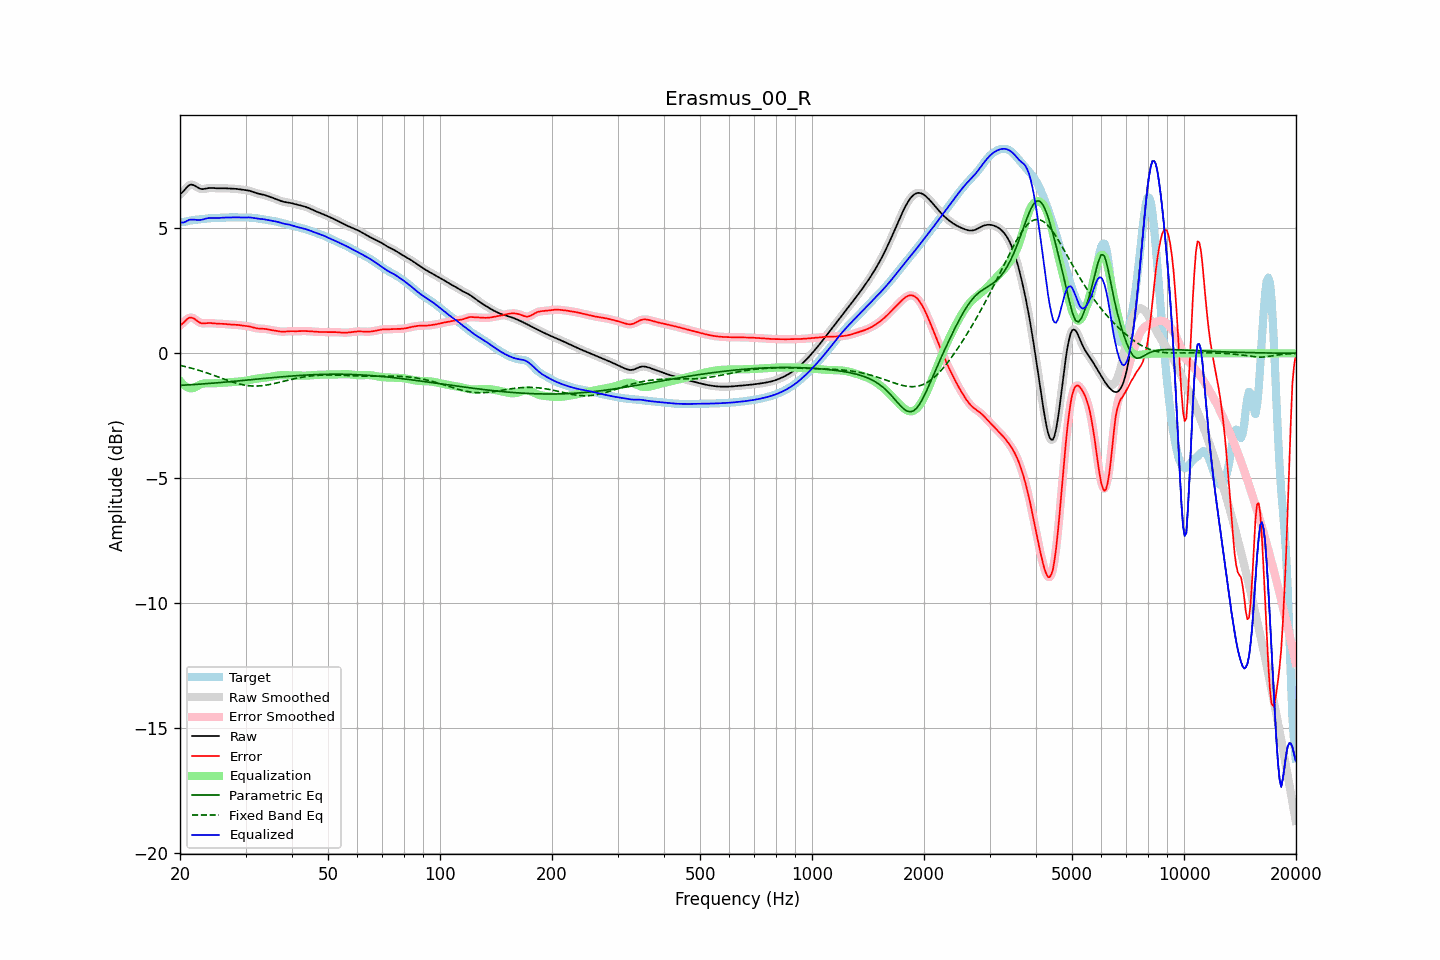 Erasmus_00_R
Amplitude (dBr)
5
0
−5
−10
−15
−20
Target
Raw Smoothed
Error Smoothed
Raw
Error
Equalization
Parametric Eq
Fixed Band Eq
Equalized
20 50 100 200 500 1000 2000 5000 10000 20000
Frequency (Hz)